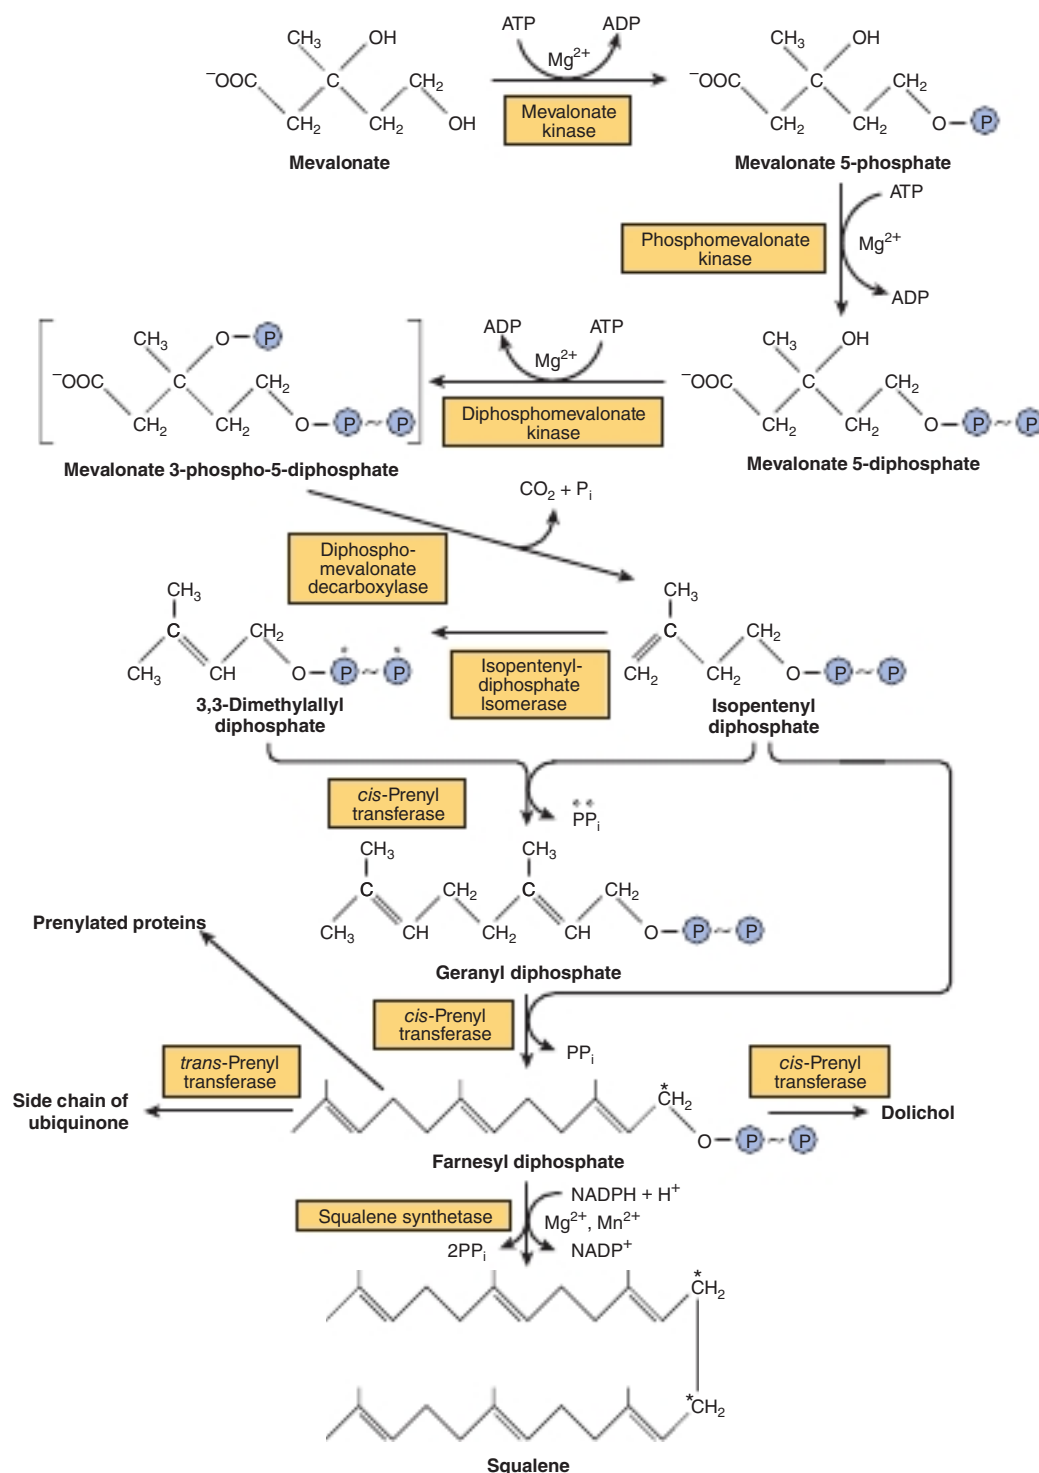 CH3 OH
ATP ADP
Mg2+
−OOC C CH2
CH2 CH2 OH
Mevalonate
Mevalonate
kinase
CH3 OH
−OOC C CH2
CH2 CH2 O P
Mevalonate 5-phosphate
ATP
Phosphomevalonate
kinase
Mg2+
ADP
CH3 O P
−OOC C CH2
CH2 CH2 O P ~ P
Mevalonate 3-phospho-5-diphosphate
ADP ATP
Mg2+
Diphosphomevalonate
kinase
CH3 OH
−OOC C CH2
CH2 CH2 O P ~ P
Mevalonate 5-diphosphate
CO2 + Pi
Diphospho-
mevalonate
decarboxylase
CH3
C CH2
CH3 CH O P* ~ P*
3,3-Dimethylallyl
diphosphate
Isopentenyl-
diphosphate
Isomerase
CH3
C CH2
CH2 CH2 O P ~ P
Isopentenyl
diphosphate
cis-Prenyl
transferase
**
PPi
CH3 CH3
C CH2 C CH2
CH3 CH CH2 CH O P ~ P
Geranyl diphosphate
Prenylated proteins
cis-Prenyl
transferase
PPi
trans-Prenyl
transferase
Side chain of
ubiquinone
*CH2
O P ~ P
Farnesyl diphosphate
cis-Prenyl
transferase
Dolichol
Squalene synthetase
NADPH + H+
Mg2+, Mn2+
2PPi NADP+
*CH2
*CH2
Squalene